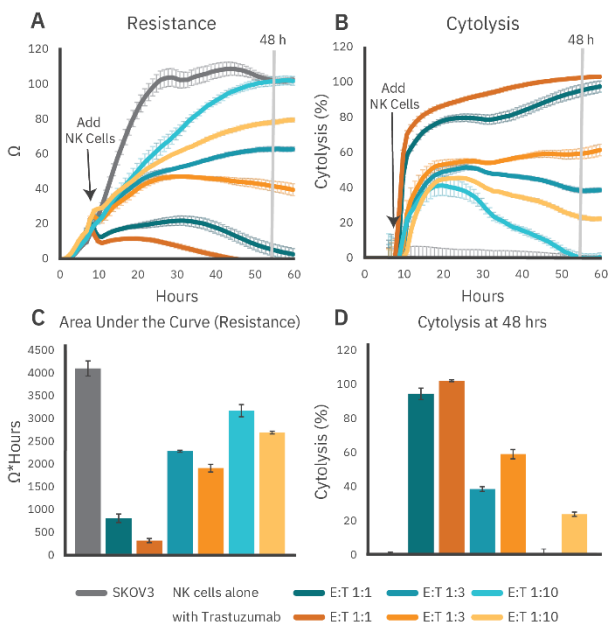 A Resistance
48 h
120
100
80
60
40
20
0
Ω
Add
NK Cells
0 10 20 30 40 50 60
Hours
B Cytolysis
48 h
120
100
80
60
40
20
0
Cytolysis (%)
Add
NK Cells
0 10 20 30 40 50 60
Hours
C Area Under the Curve (Resistance)
4500
4000
3500
3000
2500
2000
1500
1000
500
0
Ω*Hours
D Cytolysis at 48 hrs
120
100
80
60
40
20
0
Cytolysis (%)
SKOV3 NK cells alone E:T 1:1 E:T 1:3 E:T 1:10
with Trastuzumab E:T 1:1 E:T 1:3 E:T 1:10